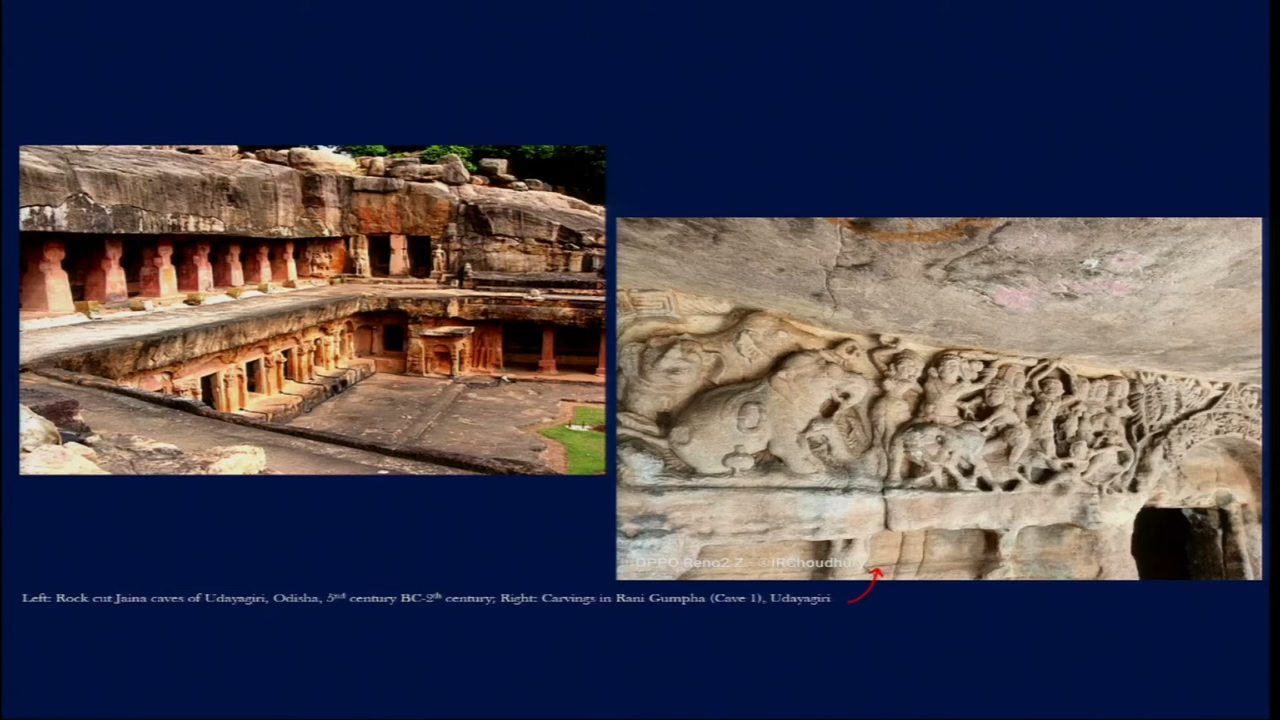 OPPO Reno2 Z · @IRChoudhury
Left: Rock cut Jaina caves of Udayagiri, Odisha, 5ⁿᵈ century BC-2ᵗʰ century; Right: Carvings in Rani Gumpha (Cave 1), Udayagiri